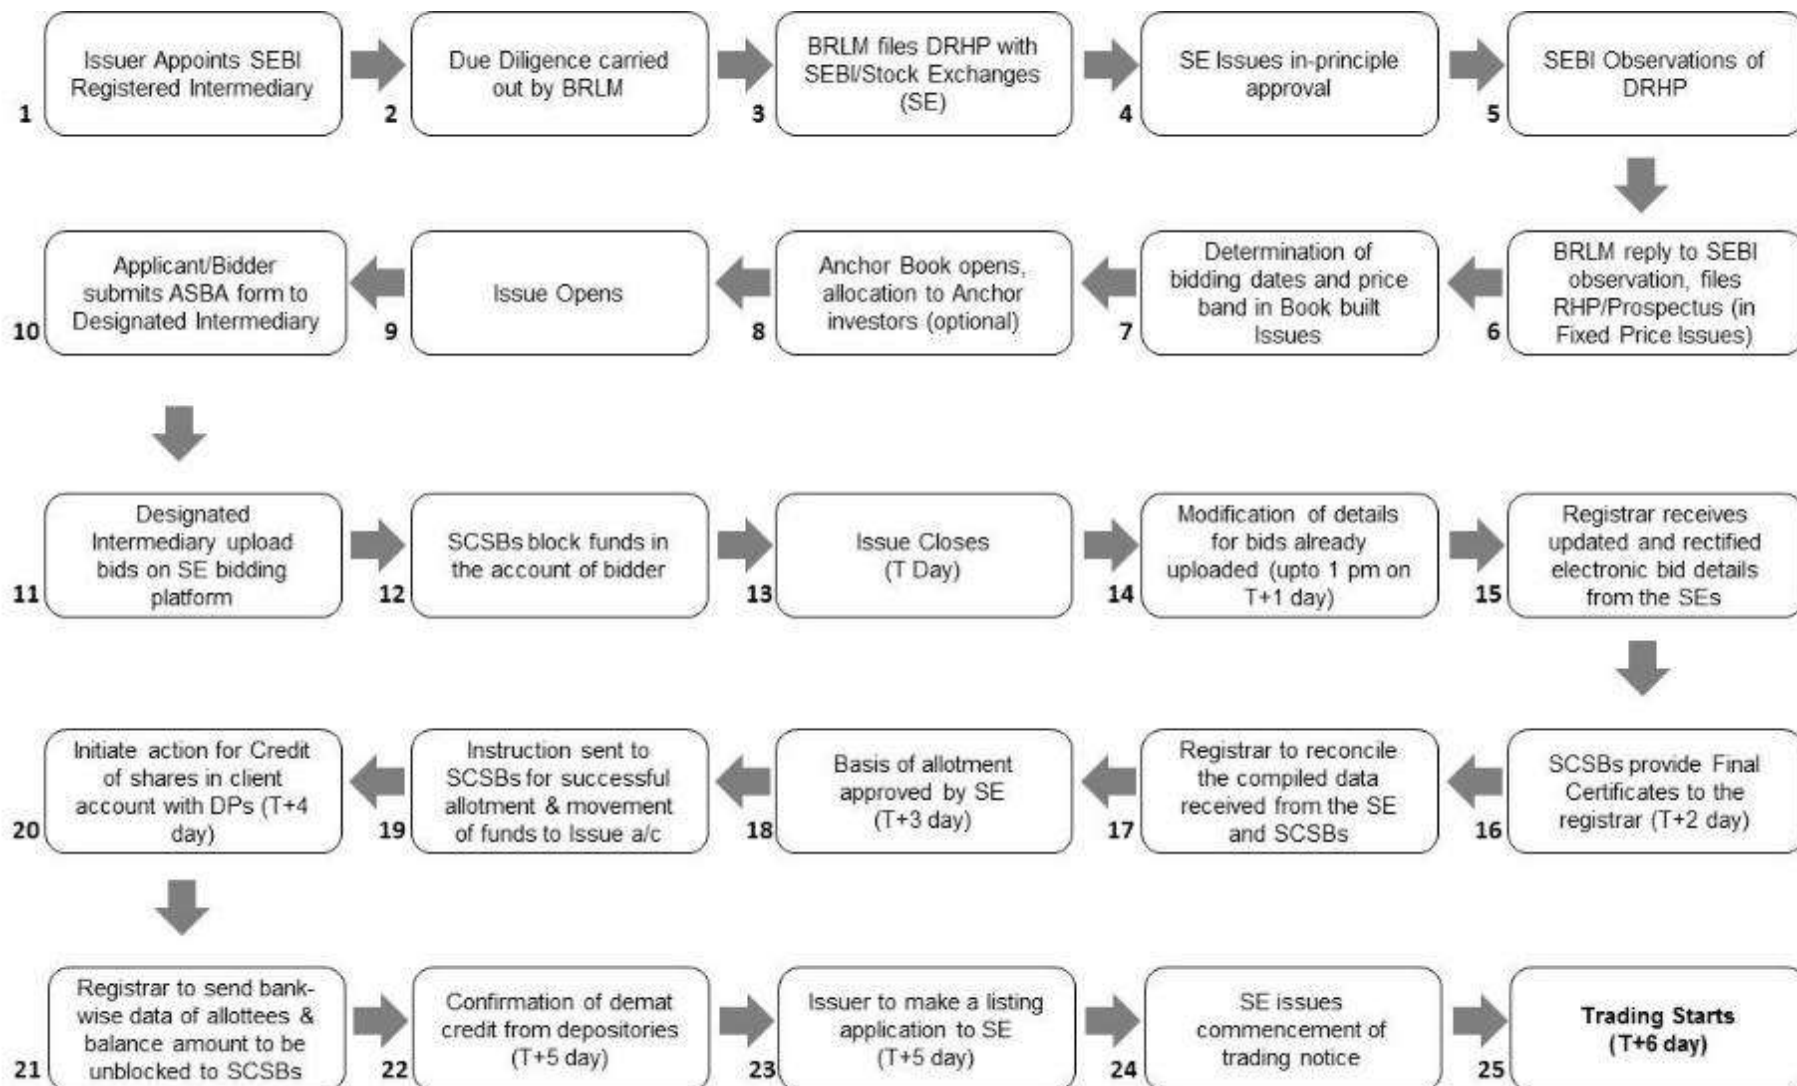 Issuer Appoints SEBI
Registered Intermediary
1
Due Diligence carried
out by BRLM
2
BRLM files DRHP with
SEBI/Stock Exchanges
(SE)
3
SE Issues in-principle
approval
4
SEBI Observations of
DRHP
5
BRLM reply to SEBI
observation, files
RHP/Prospectus (in
Fixed Price Issues)
6
Determination of
bidding dates and price
band in Book built
Issues
7
Anchor Book opens,
allocation to Anchor
investors (optional)
8
Issue Opens
9
Applicant/Bidder
submits ASBA form to
Designated Intermediary
10
Designated
Intermediary upload
bids on SE bidding
platform
11
SCSBs block funds in
the account of bidder
12
Issue Closes
(T Day)
13
Modification of details
for bids already
uploaded (upto 1 pm on
T+1 day)
14
Registrar receives
updated and rectified
electronic bid details
from the SEs
15
SCSBs provide Final
Certificates to the
registrar (T+2 day)
16
Registrar to reconcile
the compiled data
received from the SE
and SCSBs
17
Basis of allotment
approved by SE
(T+3 day)
18
Instruction sent to
SCSBs for successful
allotment & movement
of funds to Issue a/c
19
Initiate action for Credit
of shares in client
account with DPs (T+4
day)
20
Registrar to send bank-
wise data of allottees &
balance amount to be
unblocked to SCSBs
21
Confirmation of demat
credit from depositories
(T+5 day)
22
Issuer to make a listing
application to SE
(T+5 day)
23
SE issues
commencement of
trading notice
24
Trading Starts
(T+6 day)
25